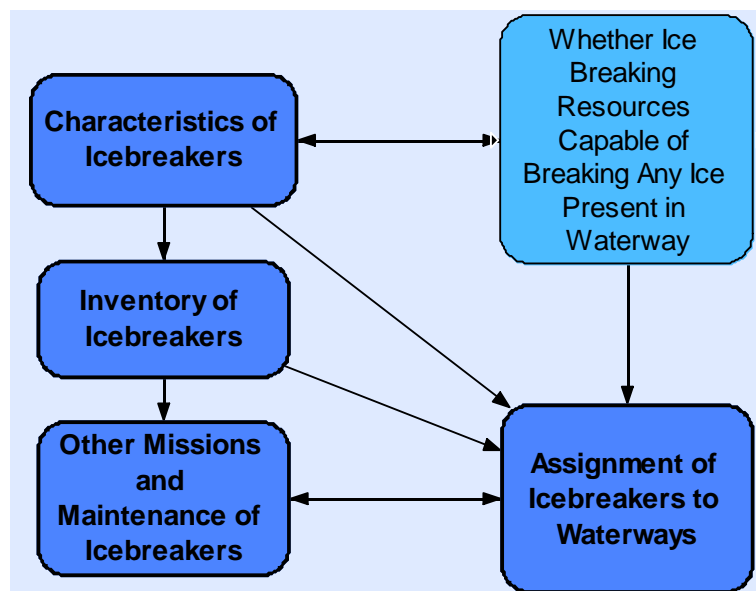 Characteristics of
Icebreakers
Whether Ice
Breaking
Resources
Capable of
Breaking Any Ice
Present in
Waterway
Inventory of
Icebreakers
Other Missions
and
Maintenance of
Icebreakers
Assignment of
Icebreakers to
Waterways